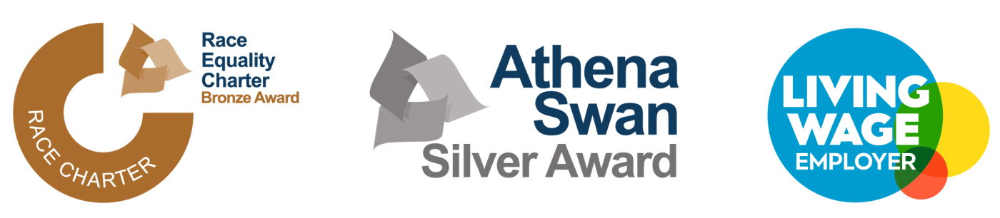 RACE CHARTER
Race
Equality
Charter
Bronze Award
Athena
Swan
Silver Award
LIVING
WAGE
EMPLOYER